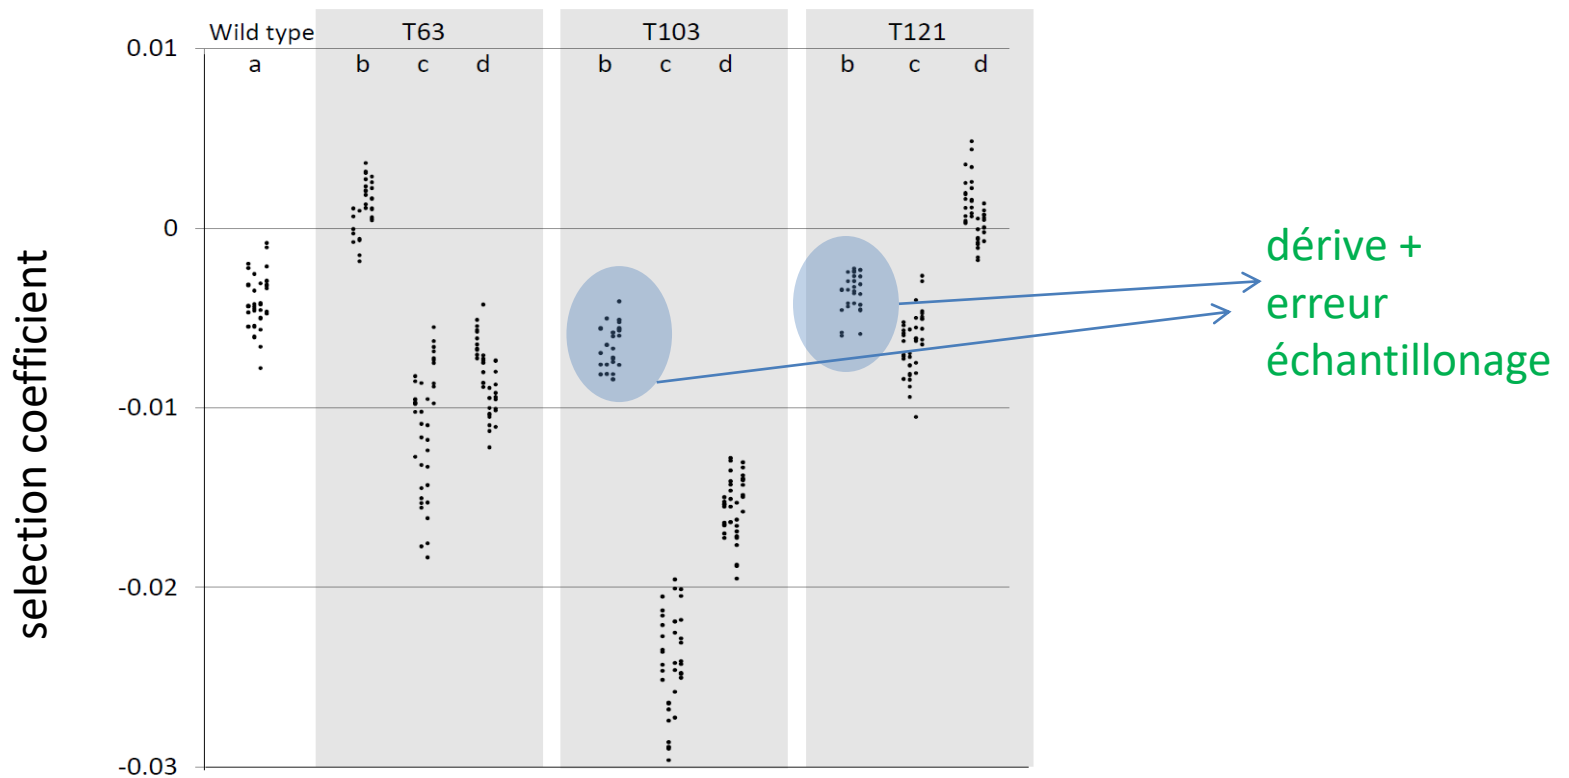 Wild type T63 T103 T121
0.01
a b c d b c d b c d
0
-0.01
-0.02
-0.03
selection coefficient
dérive +
erreur
échantillonage